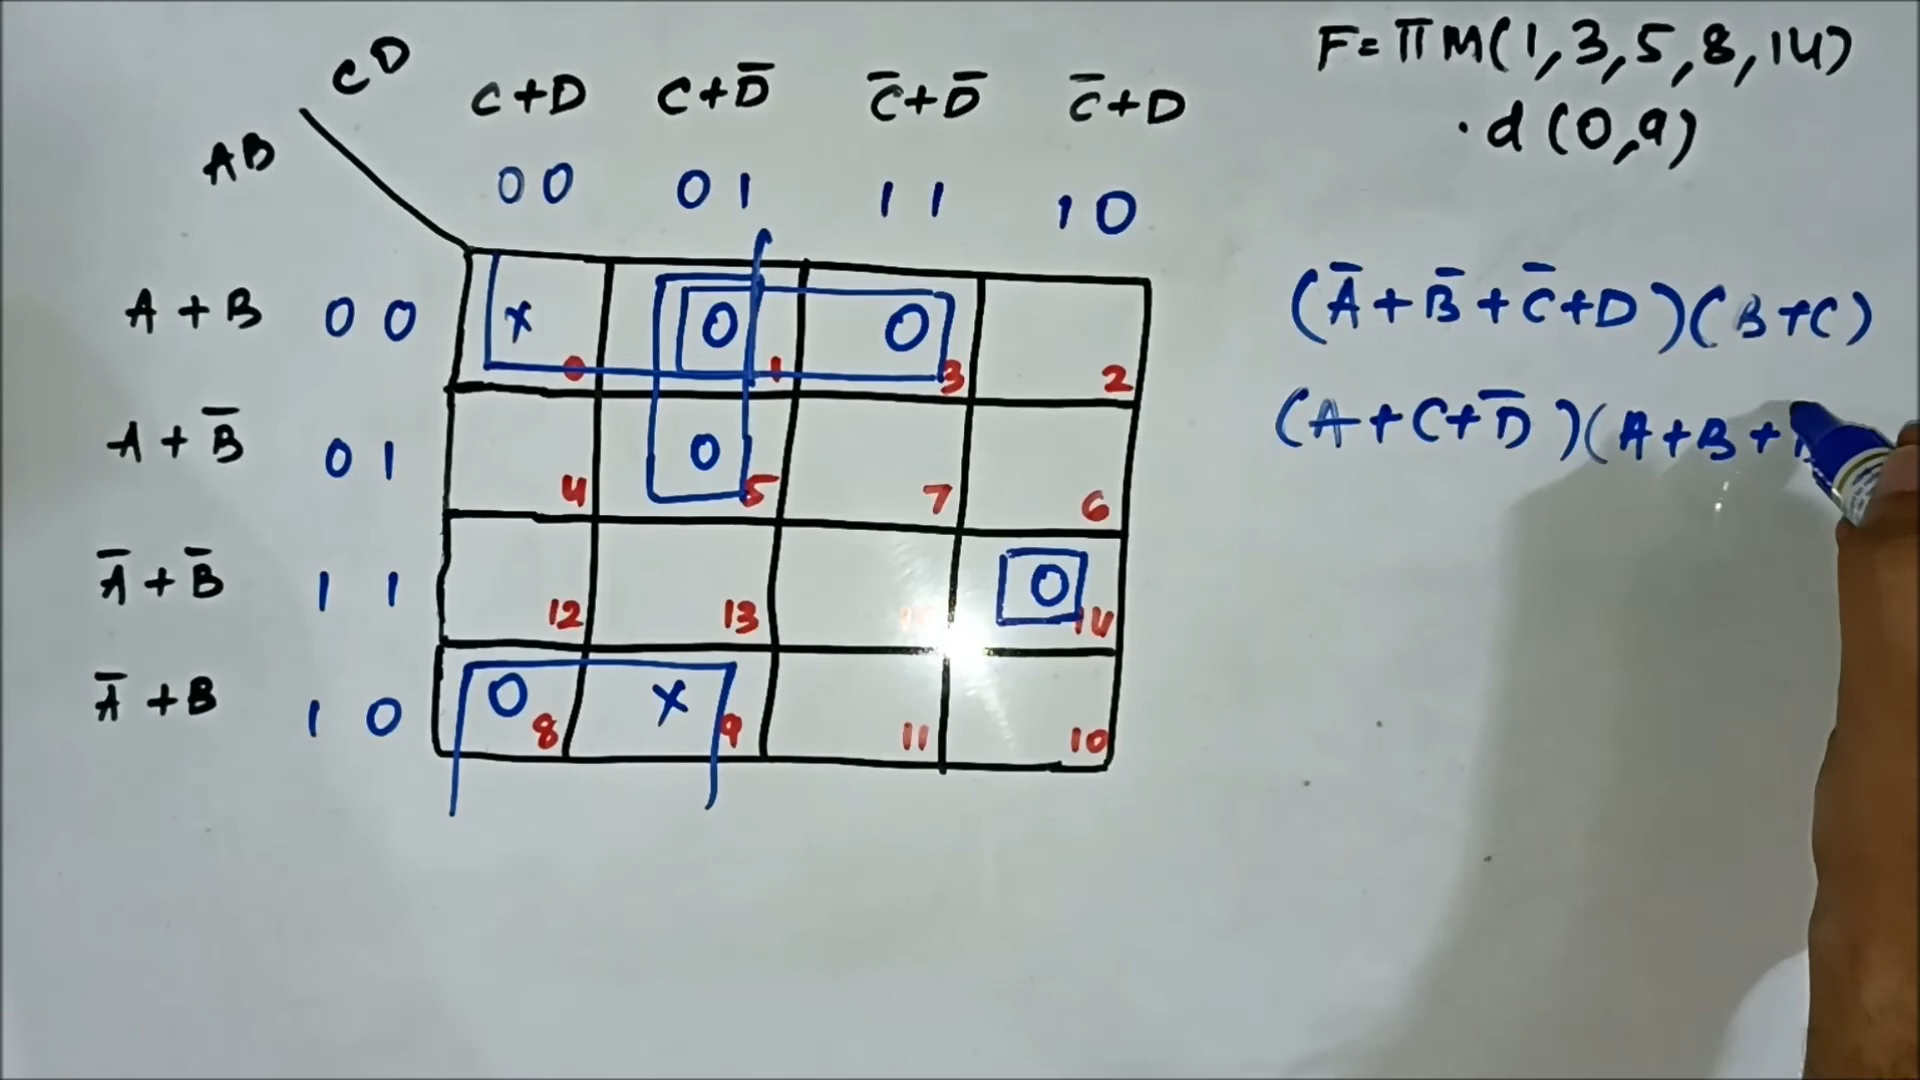 F=ΠM(1,3,5,8,14)
.d(0,9)
CD
AB
C+D C+D̅ C̅+D̅ C̅+D
00 01 11 10
A+B 00 x 0 0 0 1 3 2
A+B̅ 01 0 4 5 7 6
A̅+B̅ 11 0 12 13 14
A̅+B 10 0 8 x 9 11 10
(A̅+B̅+C̅+D)(B+C)
(A+C+D̅)(A+B+